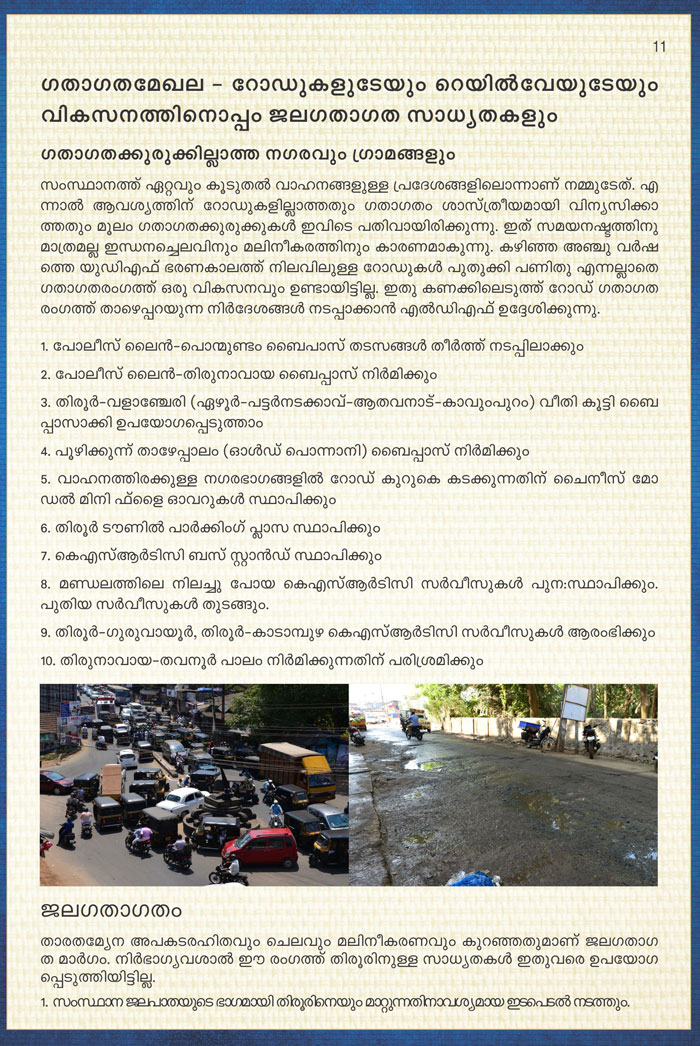 11
ഗതാഗതമേഖല - റോഡുകളുടേയും റെയിൽവേയുടേയും
വികസനത്തിനൊപ്പം ജലഗതാഗത സാധ്യതകളും
ഗതാഗതക്കുരുക്കില്ലാത്ത നഗരവും ഗ്രാമങ്ങളും
സംസ്ഥാനത്ത് ഏറ്റവും കൂടുതൽ വാഹനങ്ങളുള്ള പ്രദേശങ്ങളിലൊന്നാണ് നമ്മുടേത്. എ
ന്നാൽ ആവശ്യത്തിന് റോഡുകളില്ലാത്തതും ഗതാഗതം ശാസ്ത്രീയമായി വിന്യസിക്കാ
ത്തതും മൂലം ഗതാഗതക്കുരുക്കുകൾ ഇവിടെ പതിവായിരിക്കുന്നു. ഇത് സമയനഷ്ടത്തിനു
മാത്രമല്ല ഇന്ധനച്ചെലവിനും മലിനീകരത്തിനും കാരണമാകുന്നു. കഴിഞ്ഞ അഞ്ചു വർഷ
ത്തെ യുഡിഎഫ് ഭരണകാലത്ത് നിലവിലുള്ള റോഡുകൾ പുതുക്കി പണിതു എന്നല്ലാതെ
ഗതാഗതരംഗത്ത് ഒരു വികസനവും ഉണ്ടായിട്ടില്ല. ഇതു കണക്കിലെടുത്ത് റോഡ് ഗതാഗത
രംഗത്ത് താഴെപ്പറയുന്ന നിർദേശങ്ങൾ നടപ്പാക്കാൻ എൽഡിഎഫ് ഉദ്ദേശിക്കുന്നു.
1. പോലീസ് ലൈൻ-പൊന്മുണ്ടം ബൈപാസ് തടസങ്ങൾ തീർത്ത് നടപ്പിലാക്കും
2. പോലീസ് ലൈൻ-തിരുനാവായ ബൈപ്പാസ് നിർമിക്കും
3. തിരൂർ-വളാഞ്ചേരി (ഏഴൂർ-പട്ടർനടക്കാവ്-ആതവനാട്-കാവുംപുറം) വീതി കൂട്ടി ബൈ
പ്പാസാക്കി ഉപയോഗപ്പെടുത്താം
4. പൂഴിക്കുന്ന് താഴേപ്പാലം (ഓൾഡ് പൊന്നാനി) ബൈപ്പാസ് നിർമിക്കും
5. വാഹനത്തിരക്കുള്ള നഗരഭാഗങ്ങളിൽ റോഡ് കുറുകെ കടക്കുന്നതിന് ചൈനീസ് മോ
ഡൽ മിനി ഫ്ളൈ ഓവറുകൾ സ്ഥാപിക്കും
6. തിരൂർ ടൗണിൽ പാർക്കിംഗ് പ്ലാസ സ്ഥാപിക്കും
7. കെഎസ്ആർടിസി ബസ് സ്റ്റാൻഡ് സ്ഥാപിക്കും
8. മണ്ഡലത്തിലെ നിലച്ചു പോയ കെഎസ്ആർടിസി സർവീസുകൾ പുന:സ്ഥാപിക്കും.
പുതിയ സർവീസുകൾ തുടങ്ങും.
9. തിരൂർ-ഗുരുവായൂർ, തിരൂർ-കാടാമ്പുഴ കെഎസ്ആർടിസി സർവീസുകൾ ആരംഭിക്കും
10. തിരുനാവായ-തവനൂർ പാലം നിർമിക്കുന്നതിന് പരിശ്രമിക്കും
ജലഗതാഗതം
താരതമ്യേന അപകടരഹിതവും ചെലവും മലിനീകരണവും കുറഞ്ഞതുമാണ് ജലഗതാഗ
ത മാർഗം. നിർഭാഗ്യവശാൽ ഈ രംഗത്ത് തിരൂരിനുള്ള സാധ്യതകൾ ഇതുവരെ ഉപയോഗ
പ്പെടുത്തിയിട്ടില്ല.
1. സംസ്ഥാന ജലപാതയുടെ ഭാഗമായി തിരൂരിനെയും മാറ്റുന്നതിനാവശ്യമായ ഇടപെടൽ നടത്തും.